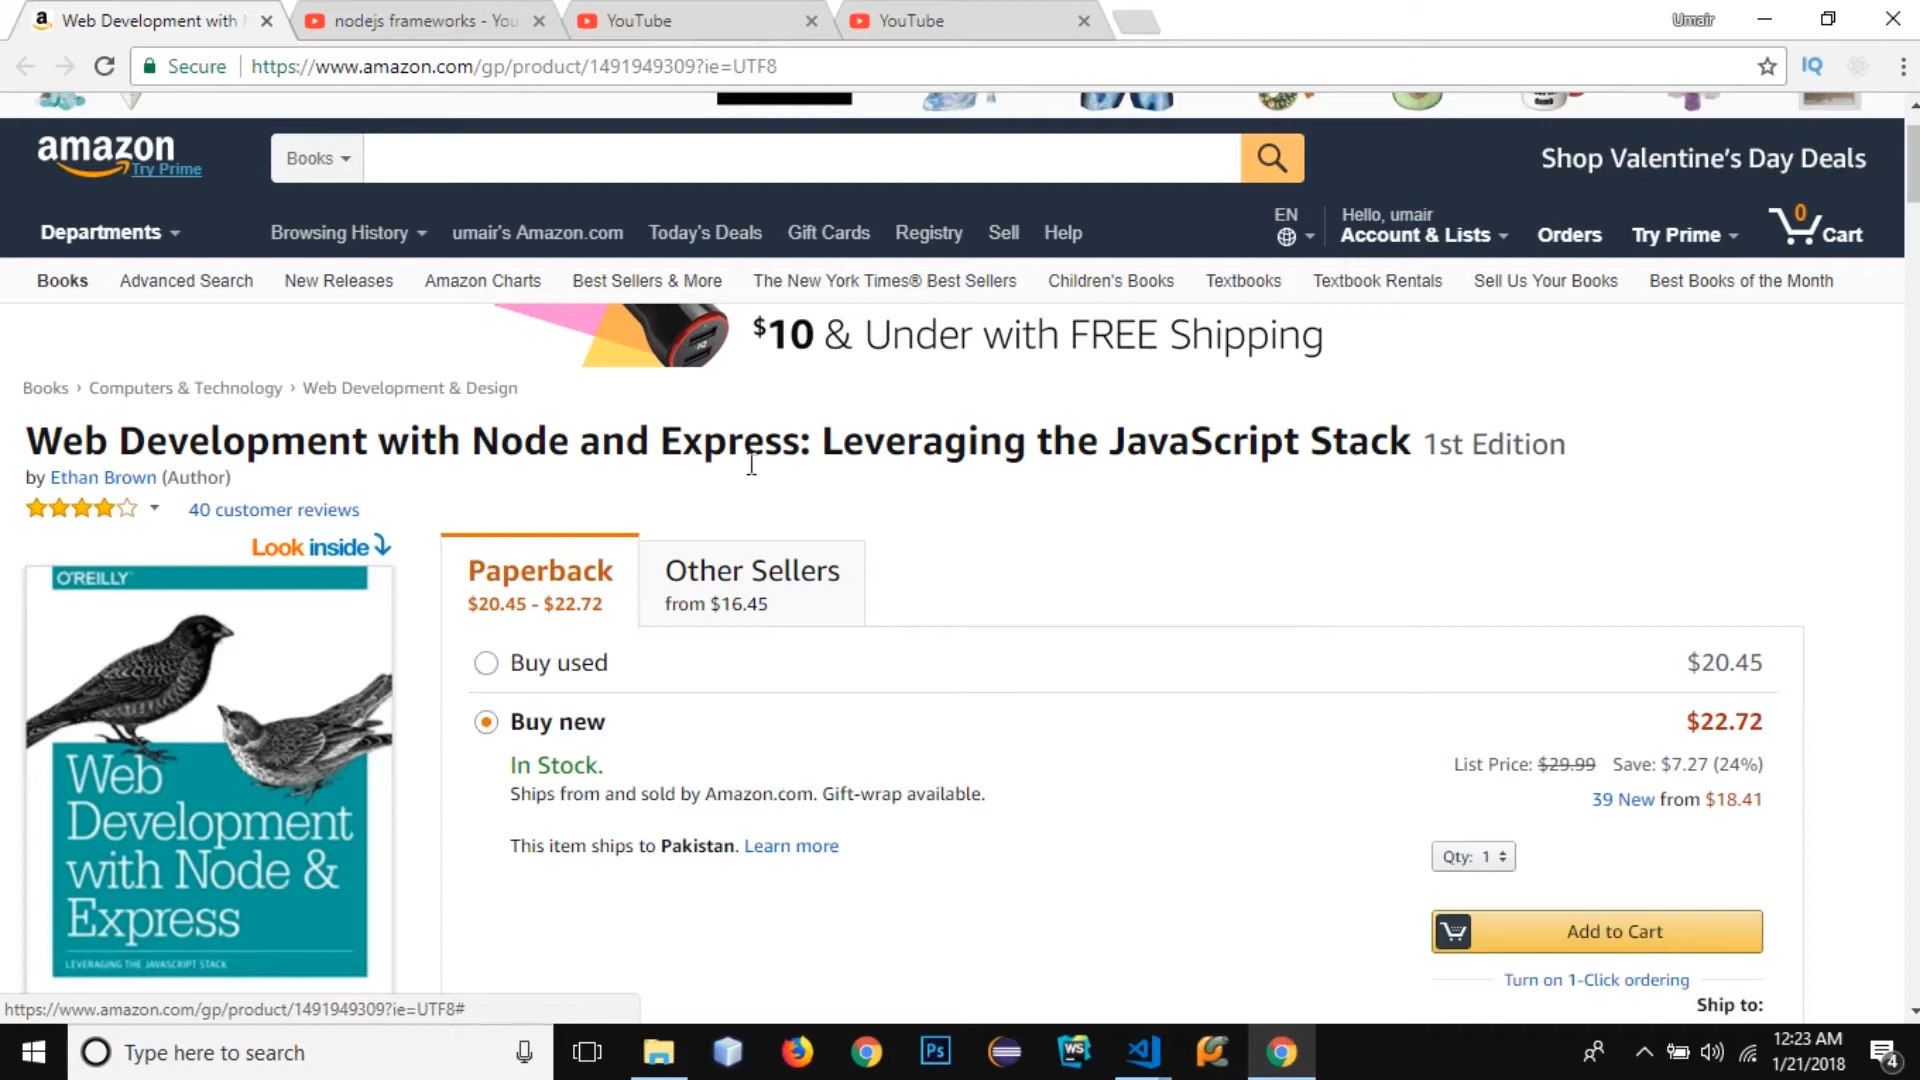 Web Development with
nodejs frameworks - You
YouTube
YouTube
Umair
Secure
https://www.amazon.com/gp/product/1491949309?ie=UTF8
IQ
amazon
Try Prime
Books
Shop Valentine's Day Deals
Departments
Browsing History
umair's Amazon.com
Today's Deals
Gift Cards
Registry
Sell
Help
EN
Hello, umair
Account & Lists
Orders
Try Prime
0
Cart
Books
Advanced Search
New Releases
Amazon Charts
Best Sellers & More
The New York Times® Best Sellers
Children's Books
Textbooks
Textbook Rentals
Sell Us Your Books
Best Books of the Month
$10 & Under with FREE Shipping
Books › Computers & Technology › Web Development & Design
Web Development with Node and Express: Leveraging the JavaScript Stack 1st Edition
by Ethan Brown (Author)
40 customer reviews
Look inside
O'REILLY
Web
Development
with Node &
Express
LEVERAGING THE JAVASCRIPT STACK
Paperback
$20.45 - $22.72
Other Sellers
from $16.45
Buy used
$20.45
Buy new
$22.72
In Stock.
List Price: $29.99 Save: $7.27 (24%)
Ships from and sold by Amazon.com. Gift-wrap available.
39 New from $18.41
This item ships to Pakistan. Learn more
Qty: 1
Add to Cart
Turn on 1-Click ordering
Ship to:
https://www.amazon.com/gp/product/1491949309?ie=UTF8#
Type here to search
Ps
WS
12:23 AM
1/21/2018
4